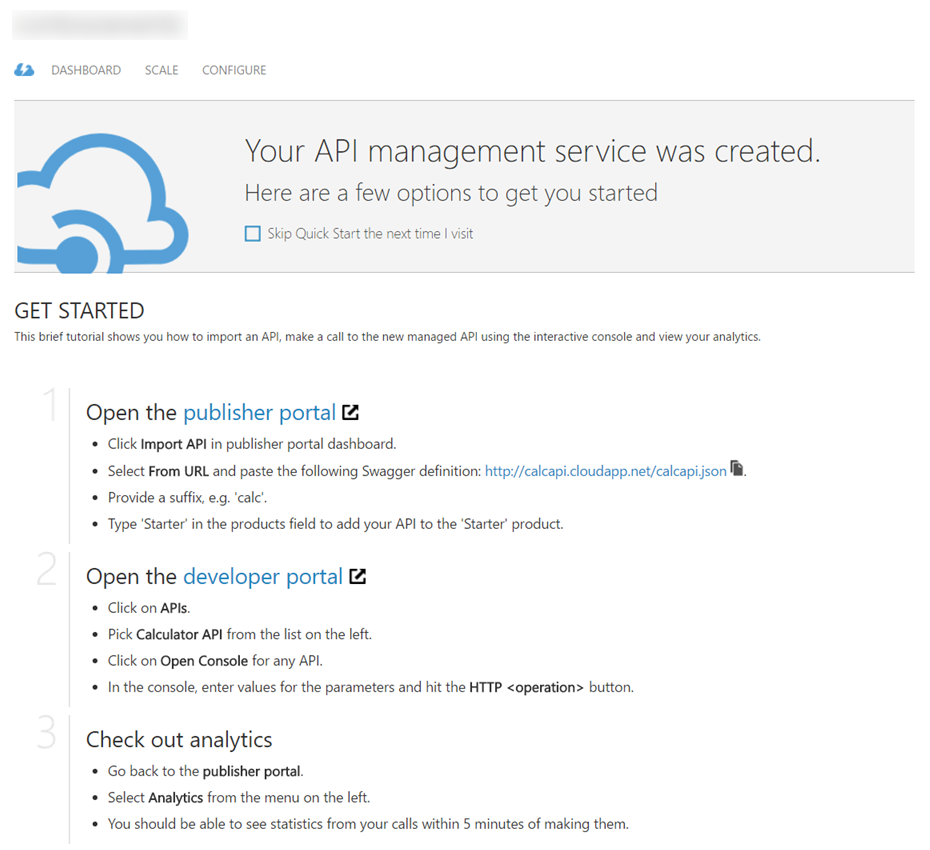 DASHBOARD SCALE CONFIGURE
Your API management service was created.
Here are a few options to get you started
Skip Quick Start the next time I visit
GET STARTED
This brief tutorial shows you how to import an API, make a call to the new managed API using the interactive console and view your analytics.
1
Open the publisher portal
• Click Import API in publisher portal dashboard.
• Select From URL and paste the following Swagger definition: http://calcapi.cloudapp.net/calcapi.json.
• Provide a suffix, e.g. 'calc'.
• Type 'Starter' in the products field to add your API to the 'Starter' product.
2
Open the developer portal
• Click on APIs.
• Pick Calculator API from the list on the left.
• Click on Open Console for any API.
• In the console, enter values for the parameters and hit the HTTP <operation> button.
3
Check out analytics
• Go back to the publisher portal.
• Select Analytics from the menu on the left.
• You should be able to see statistics from your calls within 5 minutes of making them.